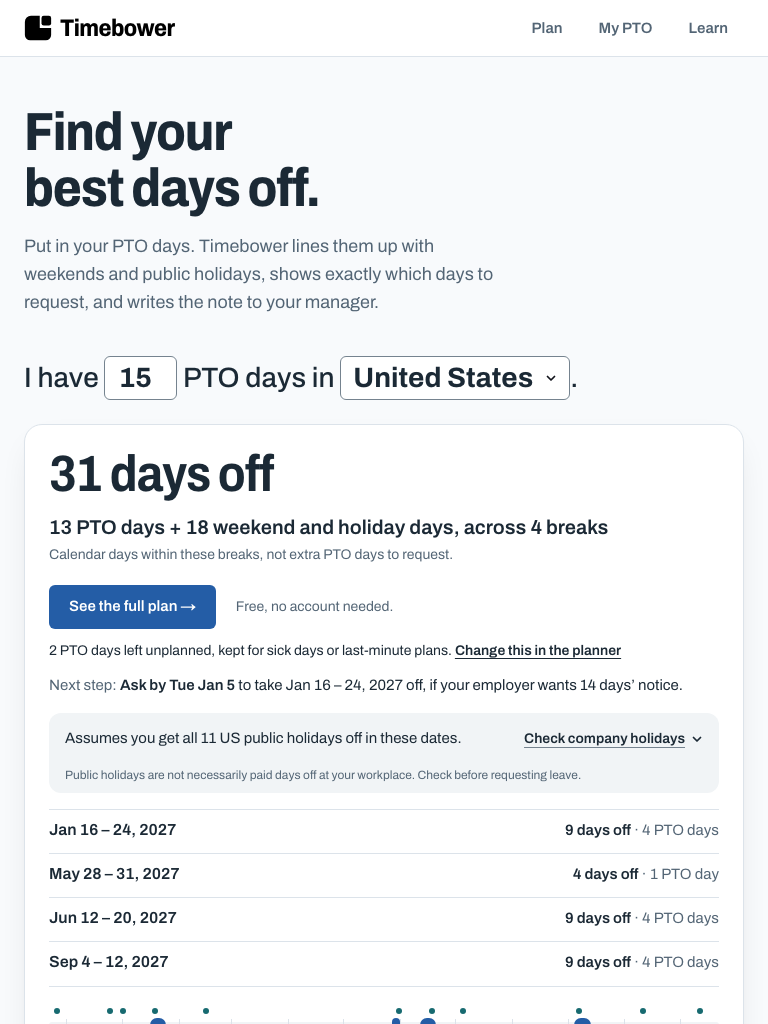 Timebower
Plan
My PTO
Learn
Find your
best days off.
Put in your PTO days. Timebower lines them up with
weekends and public holidays, shows exactly which days to
request, and writes the note to your manager.
I have 15 PTO days in United States .
31 days off
13 PTO days + 18 weekend and holiday days, across 4 breaks
Calendar days within these breaks, not extra PTO days to request.
See the full plan →
Free, no account needed.
2 PTO days left unplanned, kept for sick days or last-minute plans. Change this in the planner
Next step: Ask by Tue Jan 5 to take Jan 16 – 24, 2027 off, if your employer wants 14 days’ notice.
Assumes you get all 11 US public holidays off in these dates.
Check company holidays
Public holidays are not necessarily paid days off at your workplace. Check before requesting leave.
Jan 16 – 24, 2027
9 days off · 4 PTO days
May 28 – 31, 2027
4 days off · 1 PTO day
Jun 12 – 20, 2027
9 days off · 4 PTO days
Sep 4 – 12, 2027
9 days off · 4 PTO days